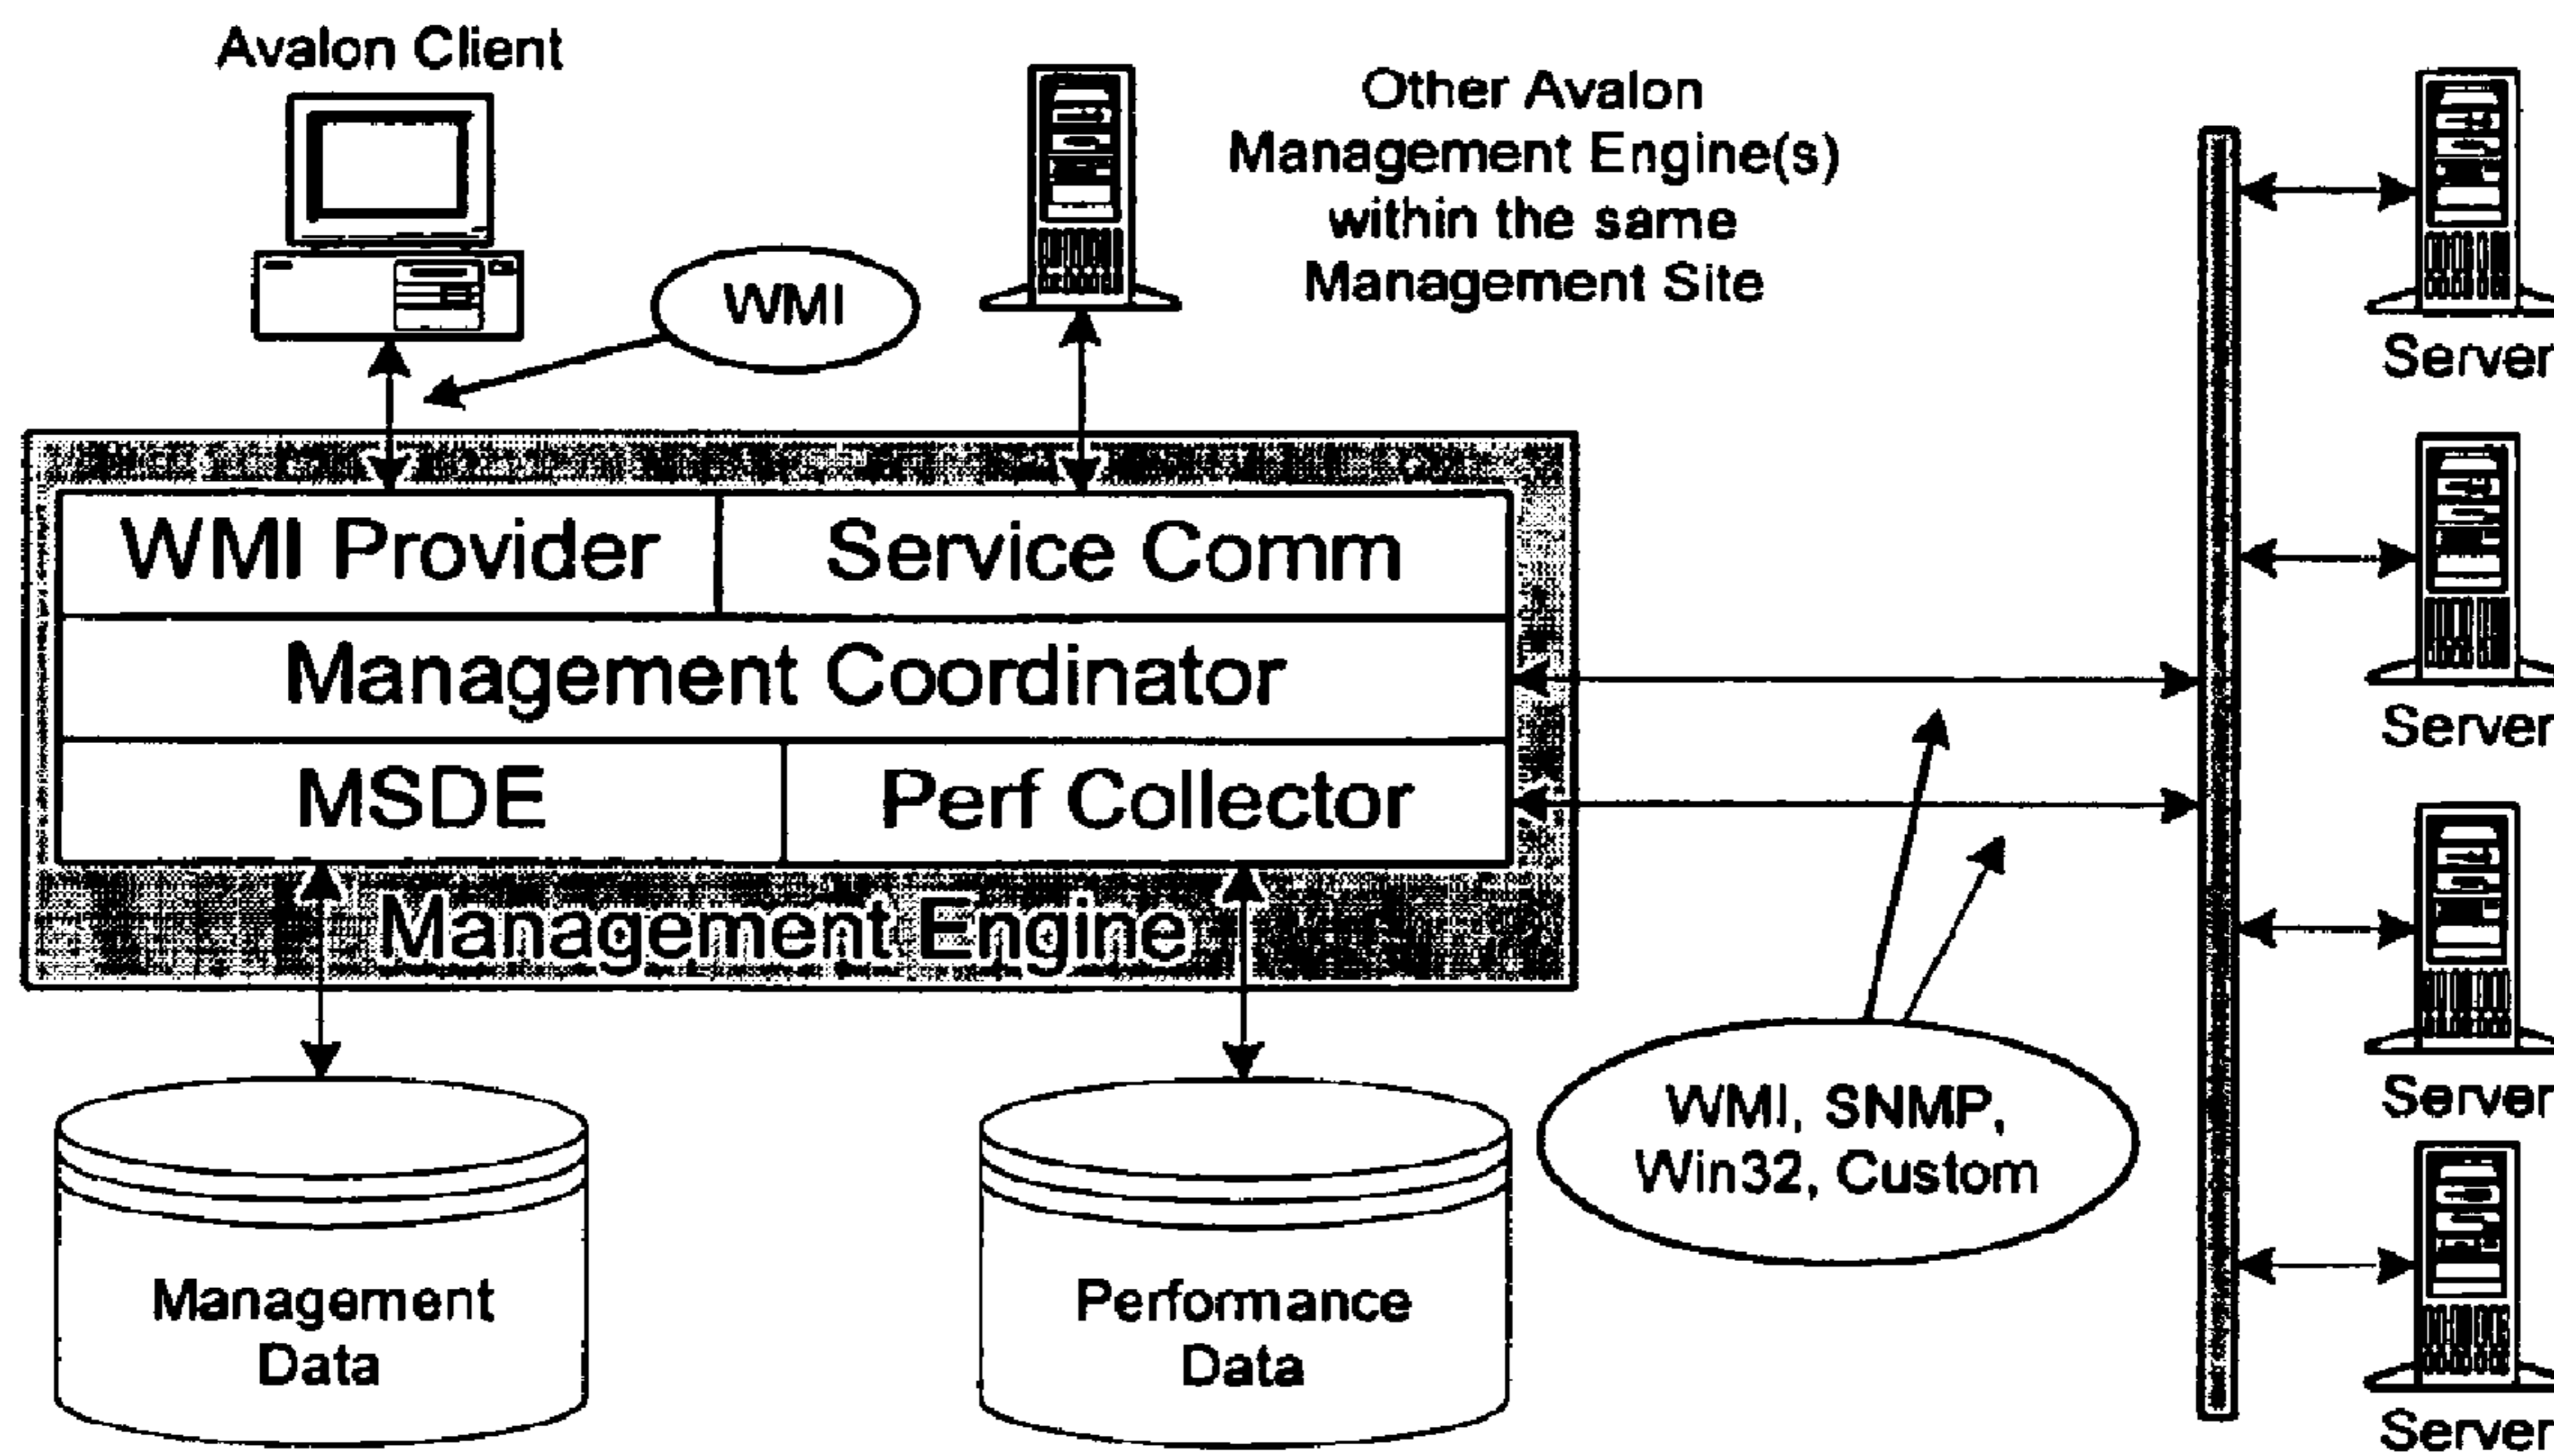 Avalon Client
Other Avalon
Management Engine(s)
within the same
Management Site
WMI
Server
WMI Provider
Service Comm
Management Coordinator
Server
MSDE
Perf Collector
Management Engine
WMI, SNMP,
Win32, Custom
Server
Management
Data
Performance
Data
Server